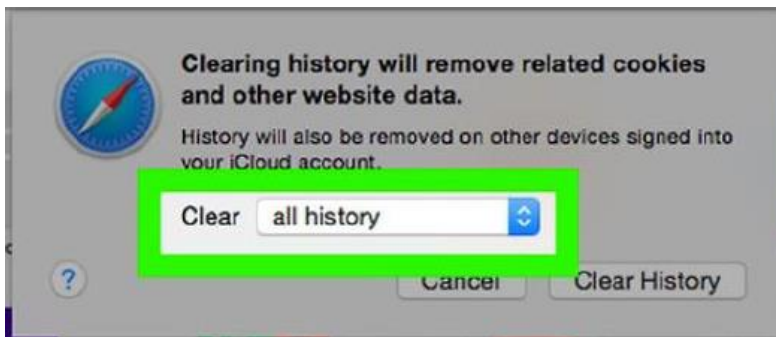 Clearing history will remove related cookies
and other website data.
History will also be removed on other devices signed into
your iCloud account.
Clear all history
? Cancel Clear History